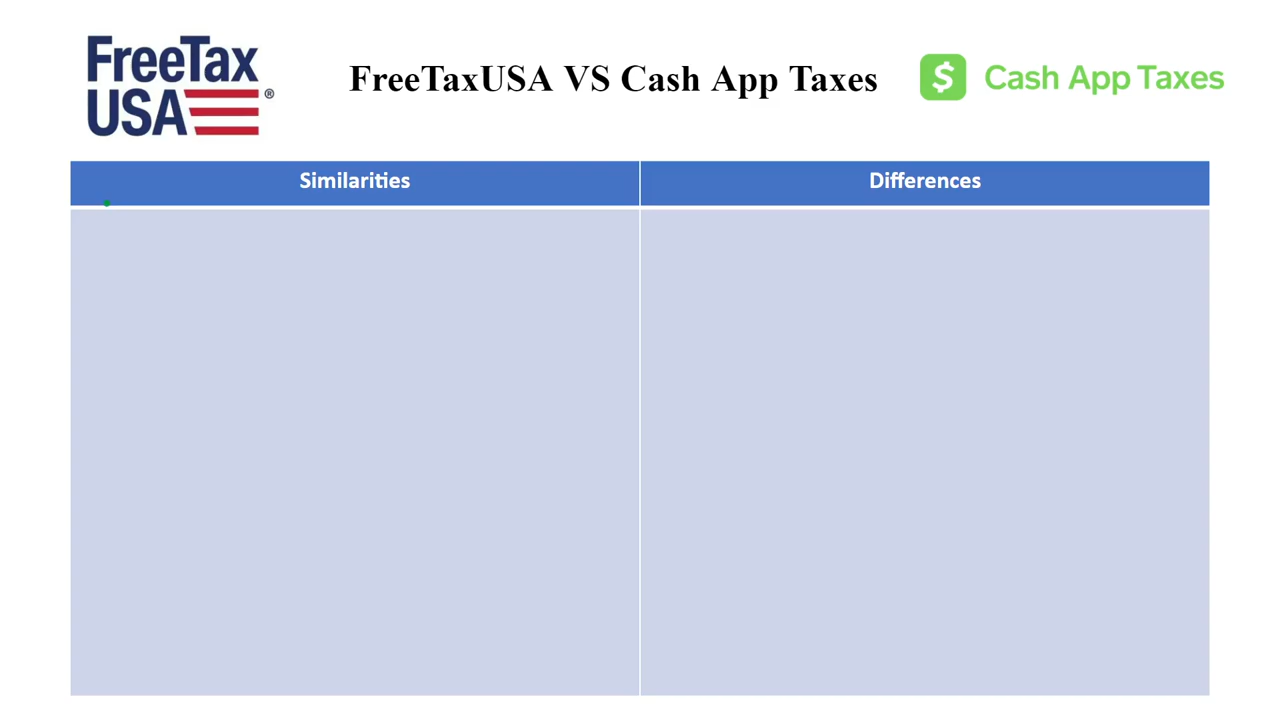 FreeTax
USA®
FreeTaxUSA VS Cash App Taxes
$ Cash App Taxes
Similarities
Differences